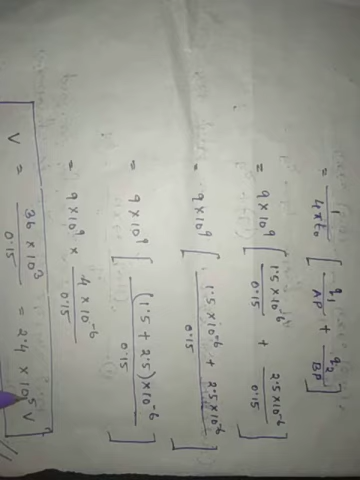 = 1/4πε₀ [ q₁/AP + q₂/BP ]
= 9 × 10⁹ [ 1.5 × 10⁻⁶/0.15 + 2.5 × 10⁻⁶/0.15 ]
= 9 × 10⁹ [ 1.5 × 10⁻⁶ + 2.5 × 10⁻⁶/0.15 ]
= 9 × 10⁹ [ (1.5 + 2.5) × 10⁻⁶/0.15 ]
= 9 × 10⁹ × 4 × 10⁻⁶/0.15
V = 36 × 10³/0.15 = 2.4 × 10⁵ V